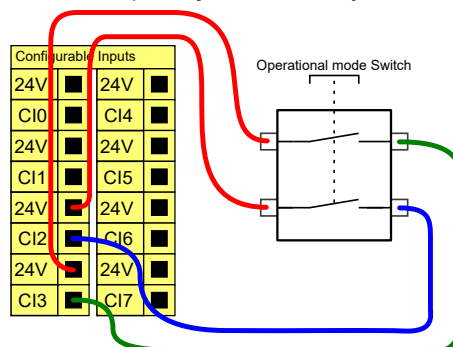 Configurable Inputs
24V 24V
CI0 CI4
24V 24V
CI1 CI5
24V 24V
CI2 CI6
24V 24V
CI3 CI7
Operational mode Switch